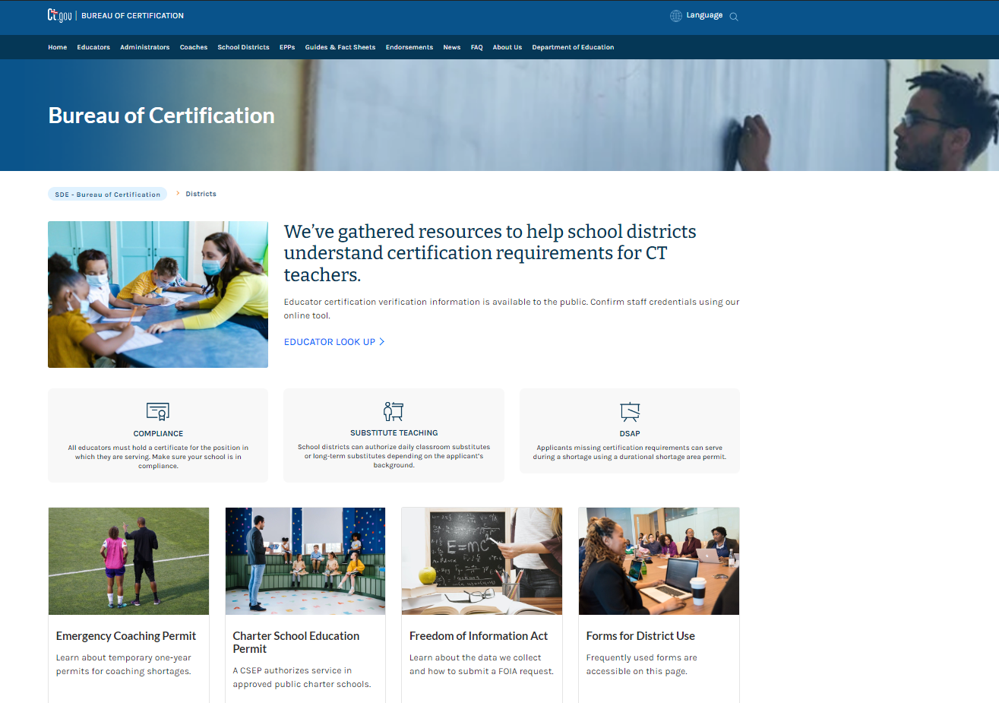 Ct.gov | BUREAU OF CERTIFICATION
Language
Home Educators Administrators Coaches School Districts EPPs Guides & Fact Sheets Endorsements News FAQ About Us Department of Education
Bureau of Certification
SDE - Bureau of Certification > Districts
We’ve gathered resources to help school districts
understand certification requirements for CT
teachers.
Educator certification verification information is available to the public. Confirm staff credentials using our
online tool.
EDUCATOR LOOK UP >
COMPLIANCE
All educators must hold a certificate for the position in
which they are serving. Make sure your school is in
compliance.
SUBSTITUTE TEACHING
School districts can authorize daily classroom substitutes
or long-term substitutes depending on the applicant’s
background.
DSAP
Applicants missing certification requirements can serve
during a shortage using a durational shortage area permit.
E=mc²
Emergency Coaching Permit
Learn about temporary one-year
permits for coaching shortages.
Charter School Education
Permit
A CSEP authorizes service in
approved public charter schools.
Freedom of Information Act
Learn about the data we collect
and how to submit a FOIA request.
Forms for District Use
Frequently used forms are
accessible on this page.